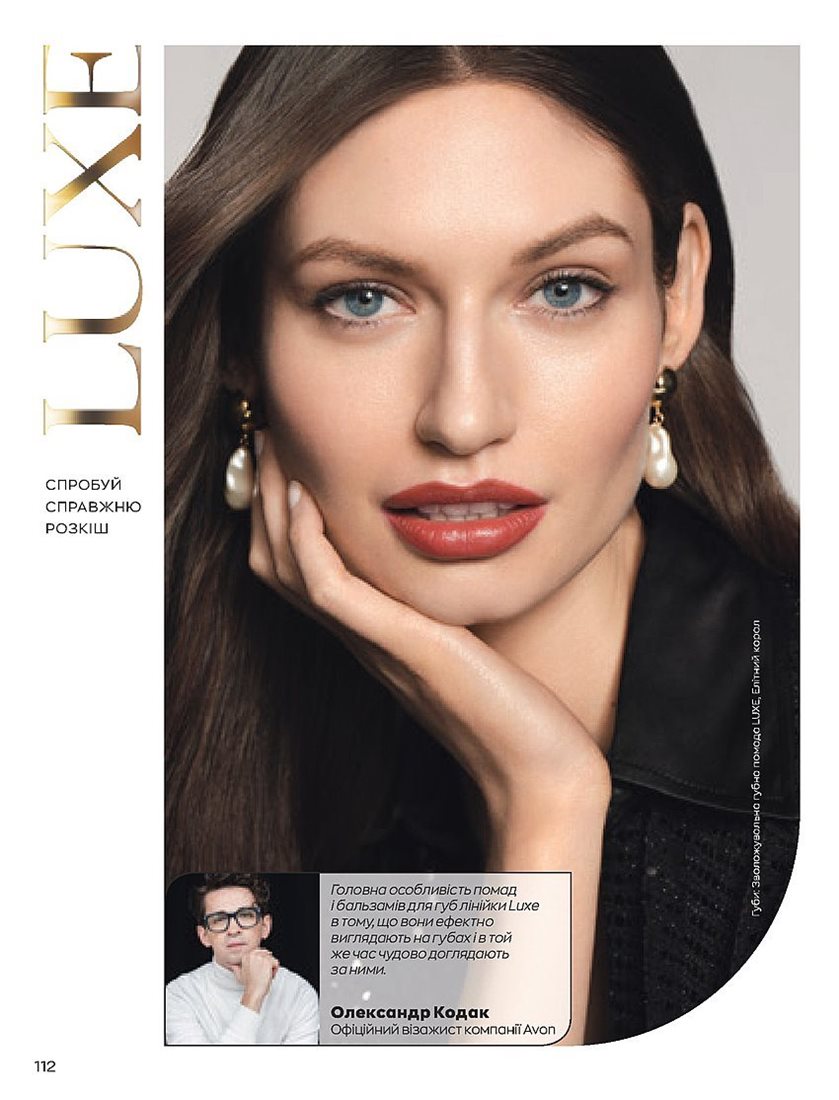 LUXE
СПРОБУЙ
СПРАВЖНЮ
РОЗКІШ
Губи: Зволожувальна губна помада LUXE, Елітний корал
Головна особливість помад
і бальзамів для губ лінійки Luxe
в тому, що вони ефектно
виглядають на губах і в той
же час чудово доглядають
за ними.
Олександр Кодак
Офіційний візажист компанії Avon
112